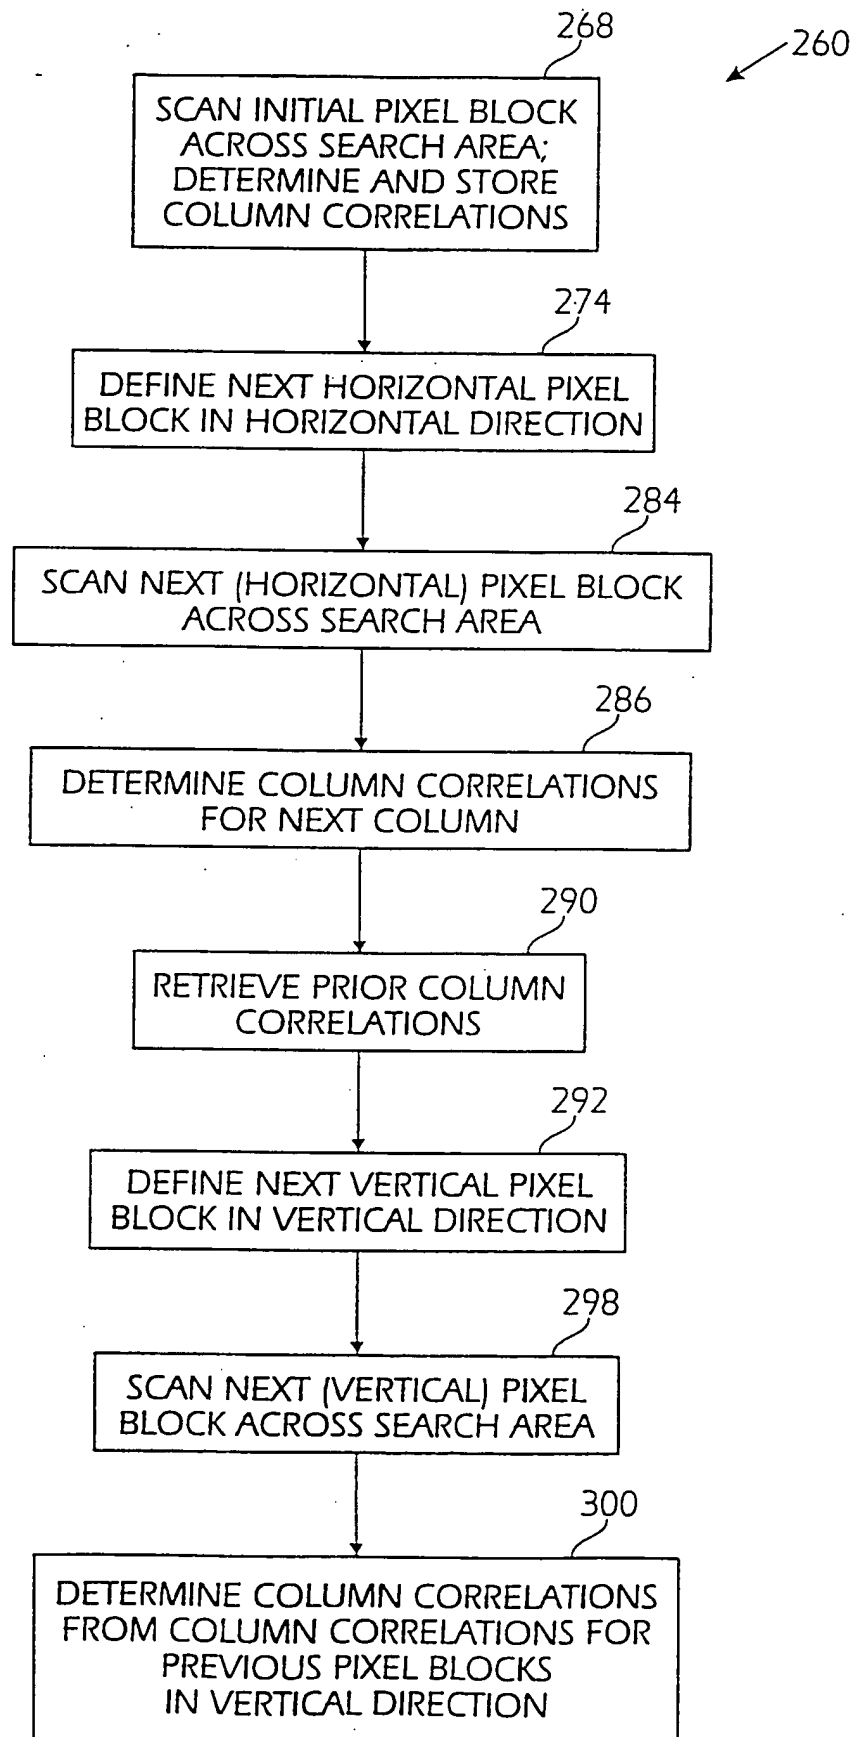 268
260
SCAN INITIAL PIXEL BLOCK
ACROSS SEARCH AREA;
DETERMINE AND STORE
COLUMN CORRELATIONS
274
DEFINE NEXT HORIZONTAL PIXEL
BLOCK IN HORIZONTAL DIRECTION
284
SCAN NEXT (HORIZONTAL) PIXEL BLOCK
ACROSS SEARCH AREA
286
DETERMINE COLUMN CORRELATIONS
FOR NEXT COLUMN
290
RETRIEVE PRIOR COLUMN
CORRELATIONS
292
DEFINE NEXT VERTICAL PIXEL
BLOCK IN VERTICAL DIRECTION
298
SCAN NEXT (VERTICAL) PIXEL
BLOCK ACROSS SEARCH AREA
300
DETERMINE COLUMN CORRELATIONS
FROM COLUMN CORRELATIONS FOR
PREVIOUS PIXEL BLOCKS
IN VERTICAL DIRECTION